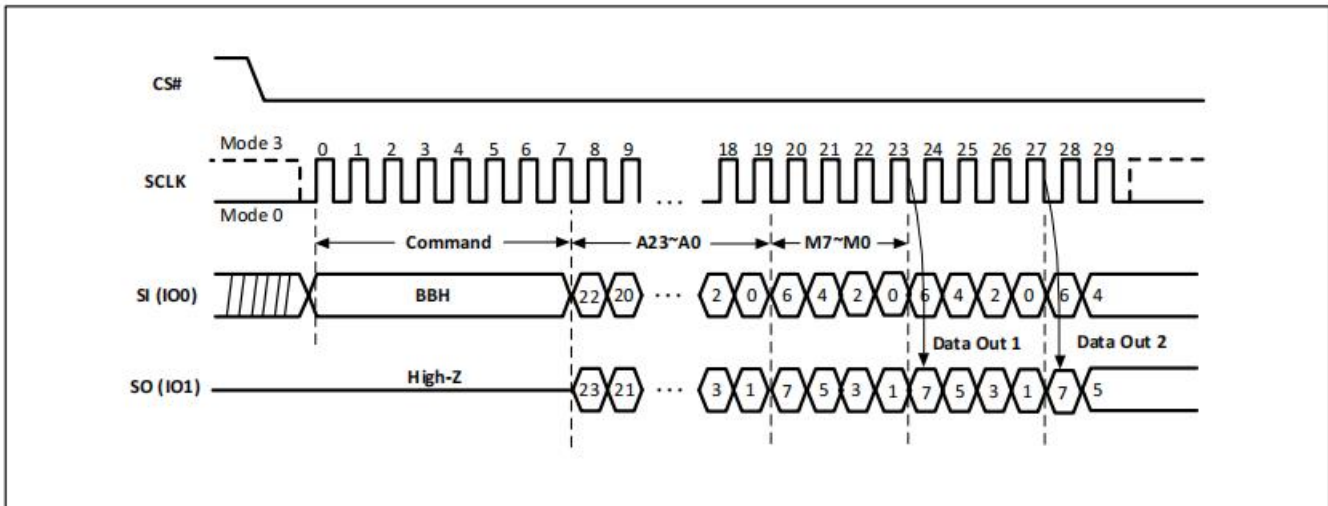 CS#
Mode 3
0 1 2 3 4 5 6 7 8 9 18 19 20 21 22 23 24 25 26 27 28 29
SCLK
...
Mode 0
Command A23~A0 M7~M0
SI (IO0) BBH 22 20 ... 2 0 6 4 2 0 6 4 2 0 6 4
Data Out 1 Data Out 2
High-Z
SO (IO1) 23 21 ... 3 1 7 5 3 1 7 5 3 1 7 5